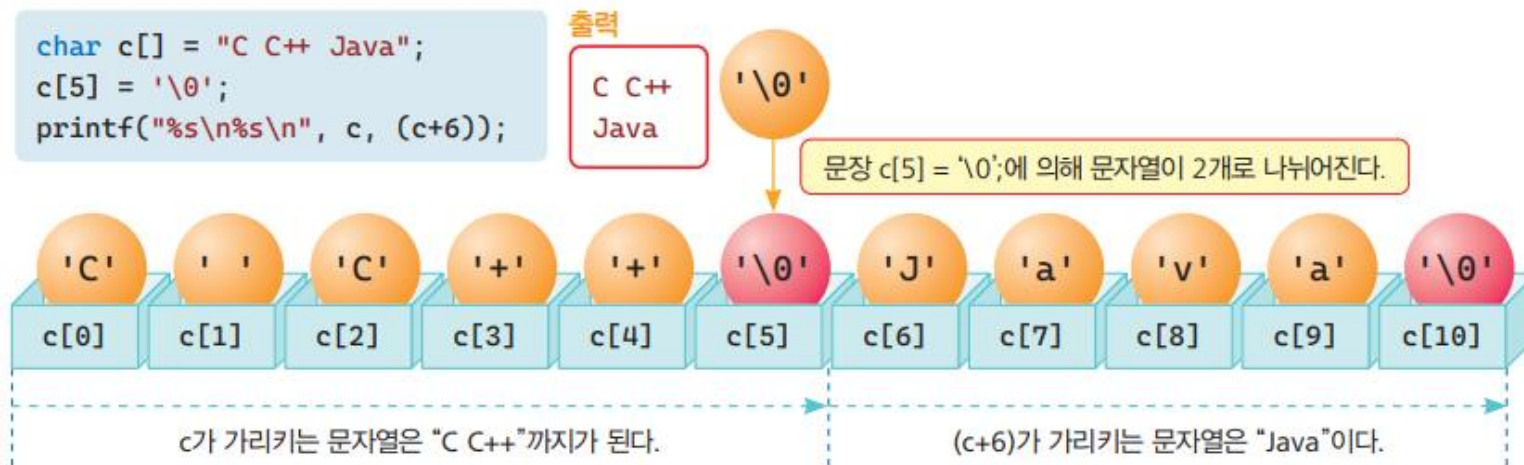 char c[] = "C C++ Java";
c[5] = '\0';
printf("%s\n%s\n", c, (c+6));
출력
C C++
Java
'\0'
문장 c[5] = '\0';에 의해 문자열이 2개로 나뉘어진다.
'C' ' ' 'C' '+' '+' '\0' 'J' 'a' 'v' 'a' '\0'
c[0] c[1] c[2] c[3] c[4] c[5] c[6] c[7] c[8] c[9] c[10]
c가 가리키는 문자열은 “C C++”까지가 된다. (c+6)가 가리키는 문자열은 “Java”이다.